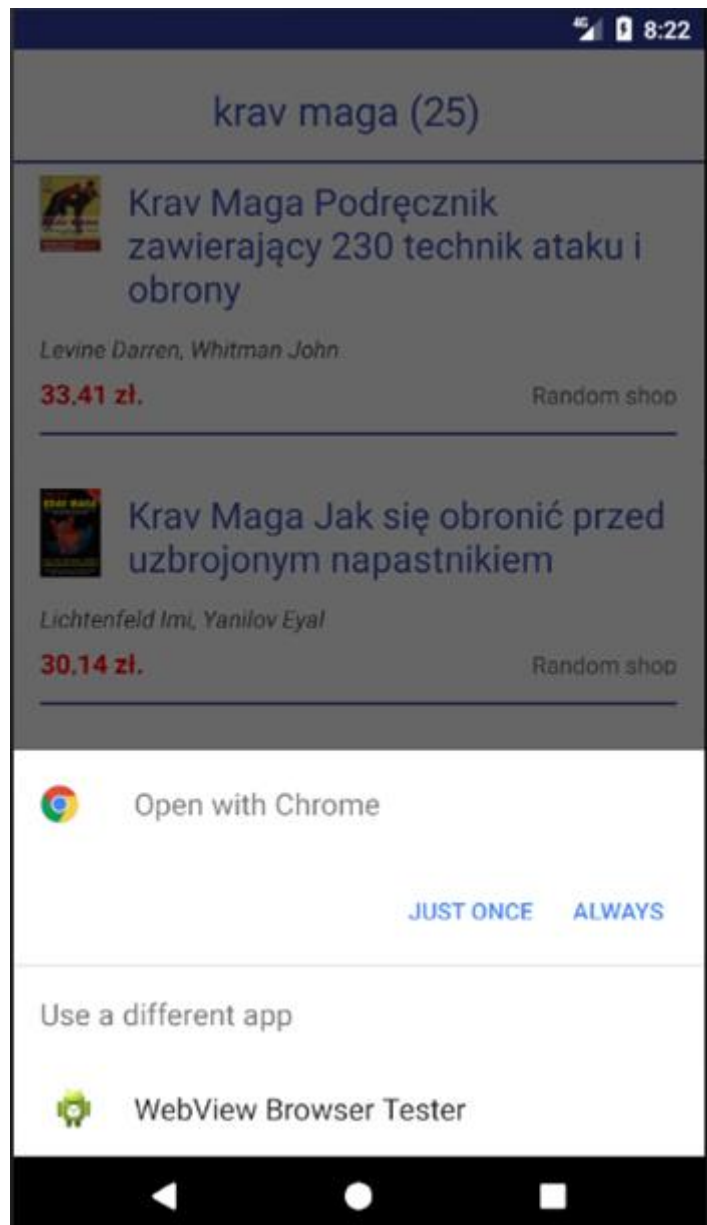 4G 8:22
krav maga (25)
Krav Maga Podręcznik
zawierający 230 technik ataku i
obrony
Levine Darren, Whitman John
33,41 zł.
Random shop
Krav Maga Jak się obronić przed
uzbrojonym napastnikiem
Lichtenfeld Imi, Yanilov Eyal
30,14 zł.
Random shop
Open with Chrome
JUST ONCE ALWAYS
Use a different app
WebView Browser Tester